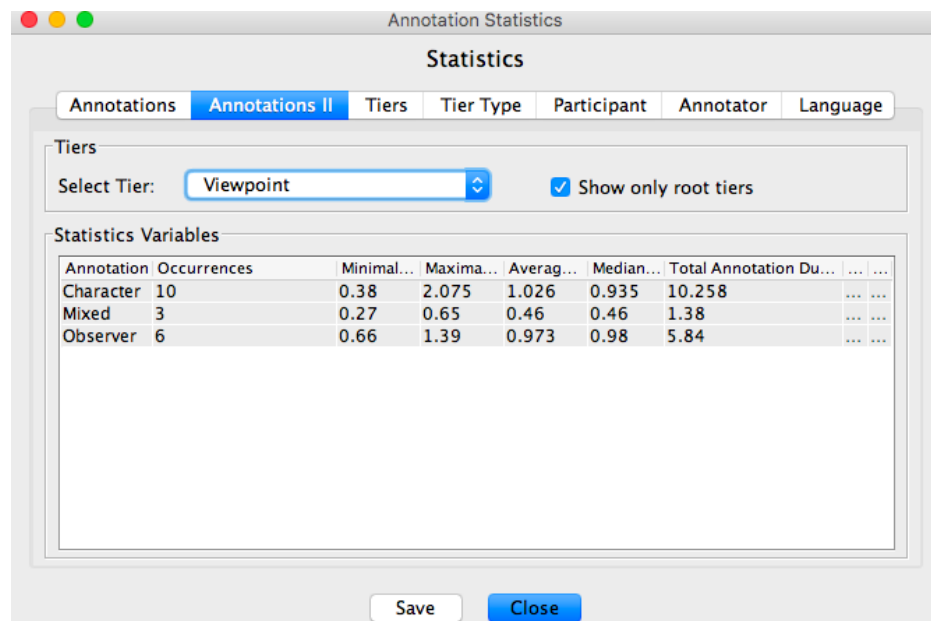 Annotation Statistics
Statistics
Annotations Annotations II Tiers Tier Type Participant Annotator Language
Tiers
Select Tier: Viewpoint Show only root tiers
Statistics Variables
Annotation Occurrences Minimal... Maxima... Averag... Median... Total Annotation Du... ... ...
Character 10 0.38 2.075 1.026 0.935 10.258 ... ...
Mixed 3 0.27 0.65 0.46 0.46 1.38 ... ...
Observer 6 0.66 1.39 0.973 0.98 5.84 ... ...
Save Close